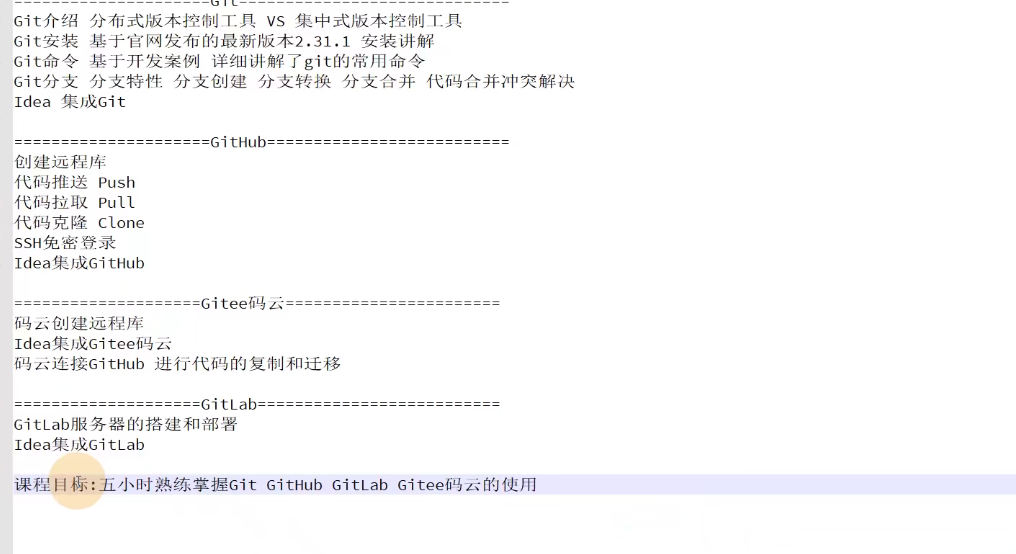 =====================Git=============================
Git介绍 分布式版本控制工具 VS 集中式版本控制工具
Git安装 基于官网发布的最新版本2.31.1 安装讲解
Git命令 基于开发案例 详细讲解了git的常用命令
Git分支 分支特性 分支创建 分支转换 分支合并 代码合并冲突解决
Idea 集成Git
=====================GitHub==========================
创建远程库
代码推送 Push
代码拉取 Pull
代码克隆 Clone
SSH免密登录
Idea集成GitHub
====================Gitee码云=======================
码云创建远程库
Idea集成Gitee码云
码云连接GitHub 进行代码的复制和迁移
====================GitLab==========================
GitLab服务器的搭建和部署
Idea集成GitLab
课程目标:五小时熟练掌握Git GitHub GitLab Gitee码云的使用